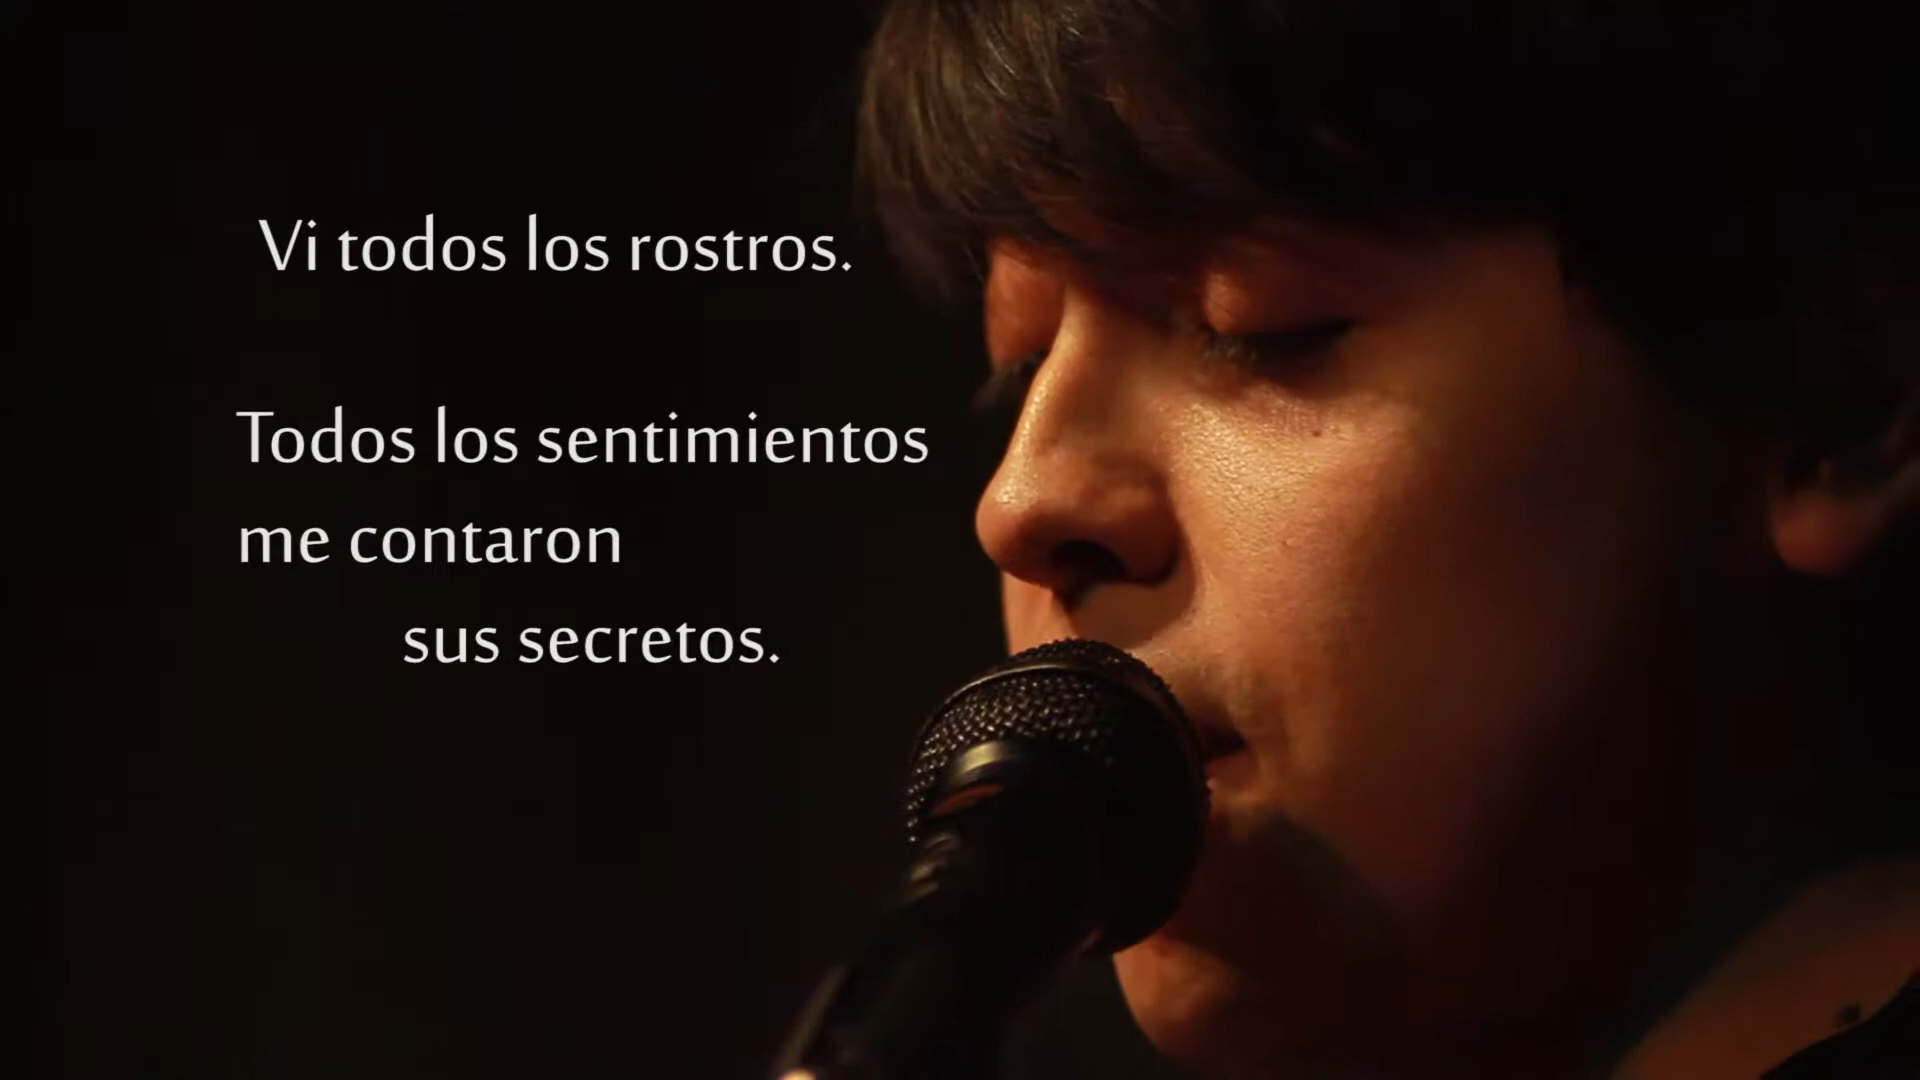 Vi todos los rostros.
Todos los sentimientos
me contaron
sus secretos.